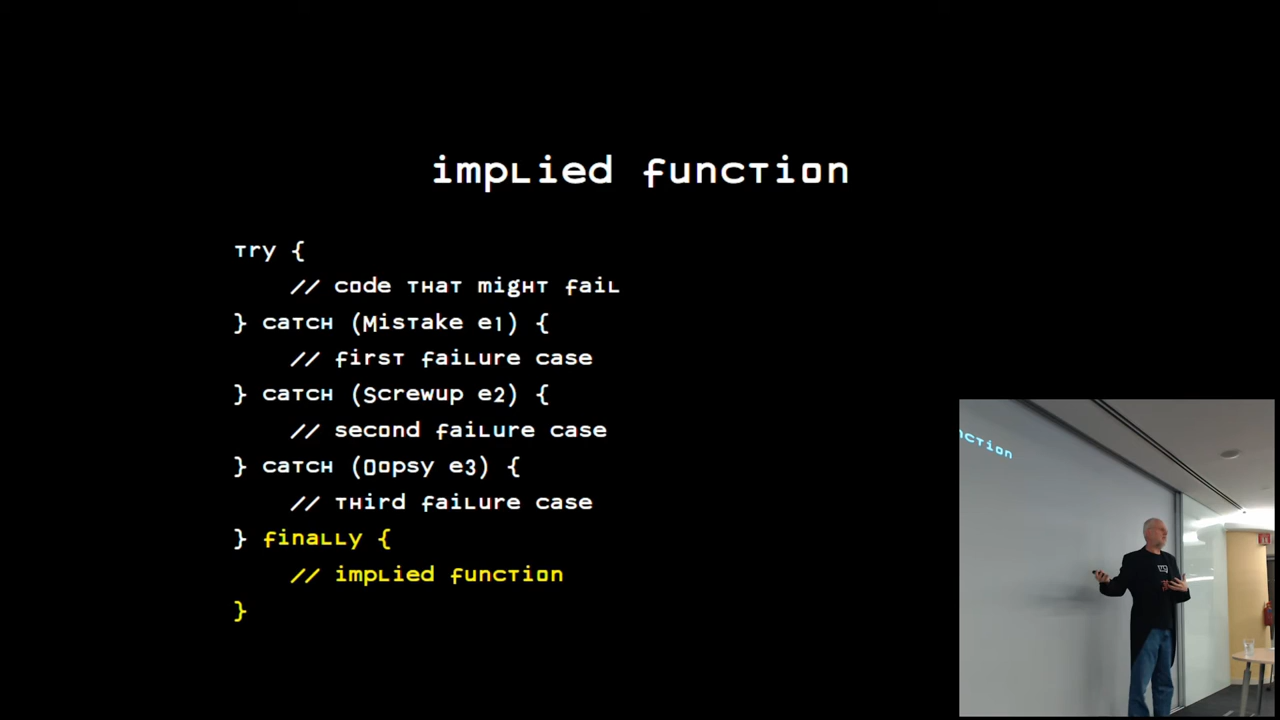 implied function
Try {
// code THAT might fail
} catch (Mistake e1) {
// first failure case
} catch (Screwup e2) {
// second failure case
} catch (Oopsy e3) {
// Third failure case
} finally {
// implied function
}
nction